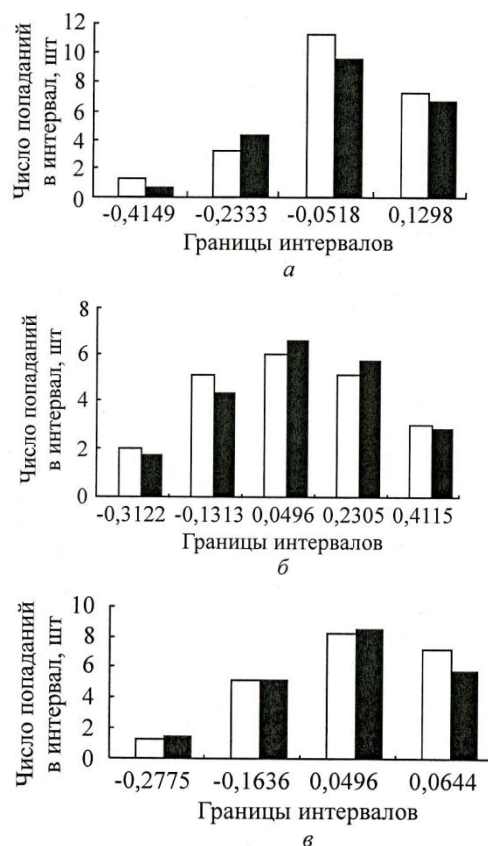 Число попаданий
в интервал, шт
12
10
8
6
4
2
0
-0,4149 -0,2333 -0,0518 0,1298
Границы интервалов
а
Число попаданий
в интервал, шт
8
6
4
2
0
-0,3122 -0,1313 0,0496 0,2305 0,4115
Границы интервалов
б
Число попаданий
в интервал, шт
10
8
6
4
2
0
-0,2775 -0,1636 0,0496 0,0644
Границы интервалов
в